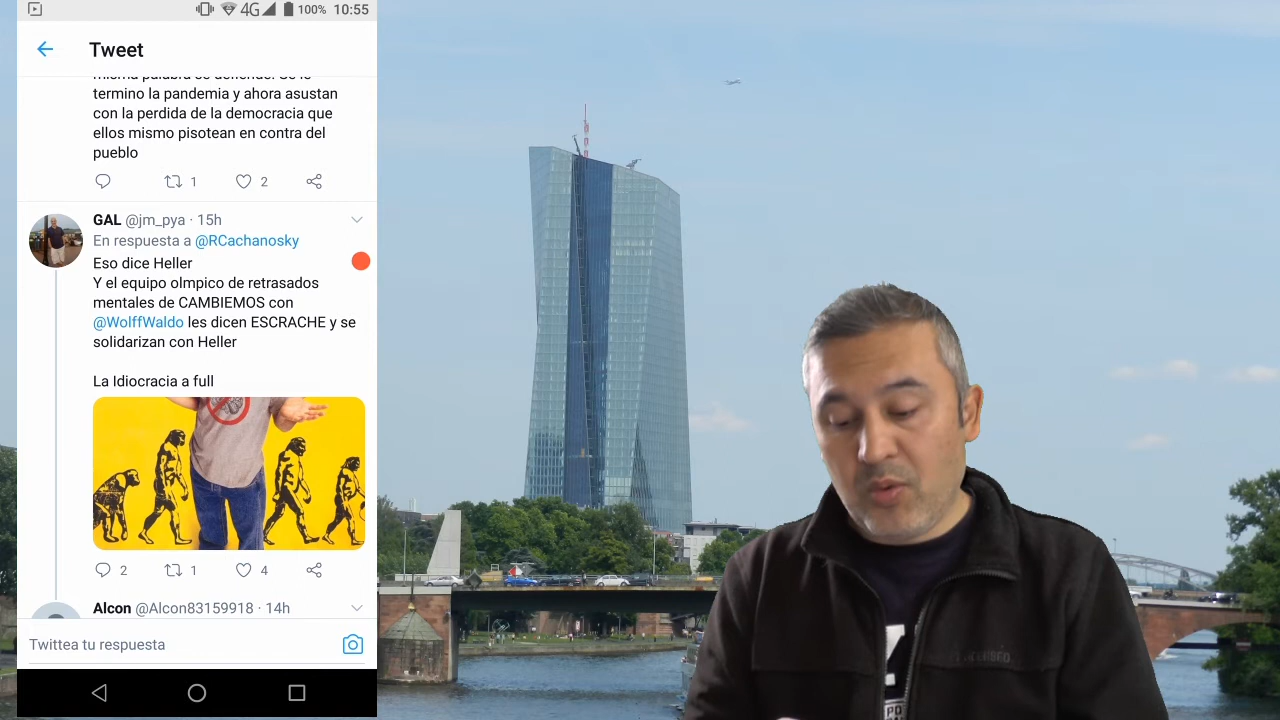 4G 100% 10:55
Tweet
misma palabra se defiende. Se le
termino la pandemia y ahora asustan
con la perdida de la democracia que
ellos mismo pisotean en contra del
pueblo
1 2
GAL @jm_pya · 15h
En respuesta a @RCachanosky
Eso dice Heller
Y el equipo olmpico de retrasados
mentales de CAMBIEMOS con
@WolffWaldo les dicen ESCRACHE y se
solidarizan con Heller
La Idiocracia a full
2 1 4
Alcon @Alcon83159918 · 14h
Twittea tu respuesta